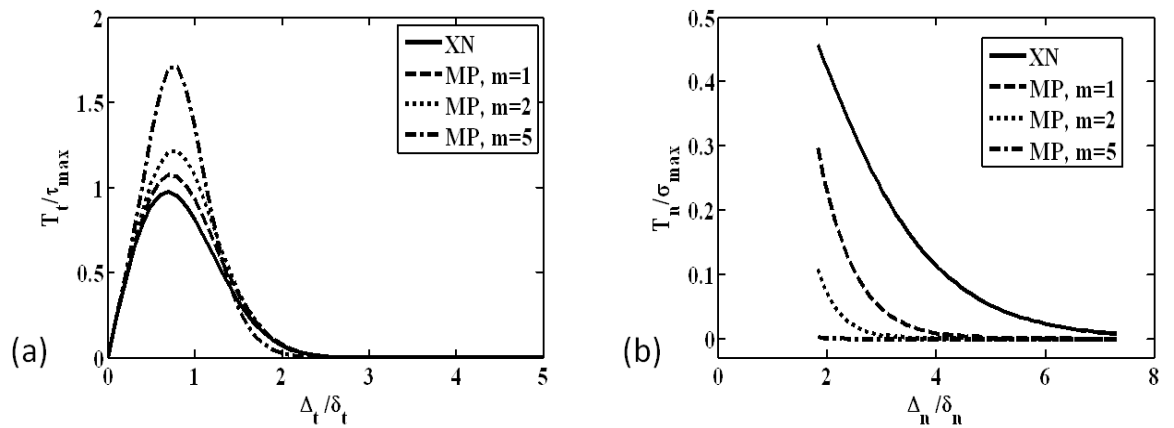 2
1.5
1
0.5
0
0 1 2 3 4 5
T_t/τ_max
Δ_t/δ_t
XN
MP, m=1
MP, m=2
MP, m=5
(a)
0.5
0.4
0.3
0.2
0.1
0
0 2 4 6 8
T_n/σ_max
Δ_n/δ_n
XN
MP, m=1
MP, m=2
MP, m=5
(b)